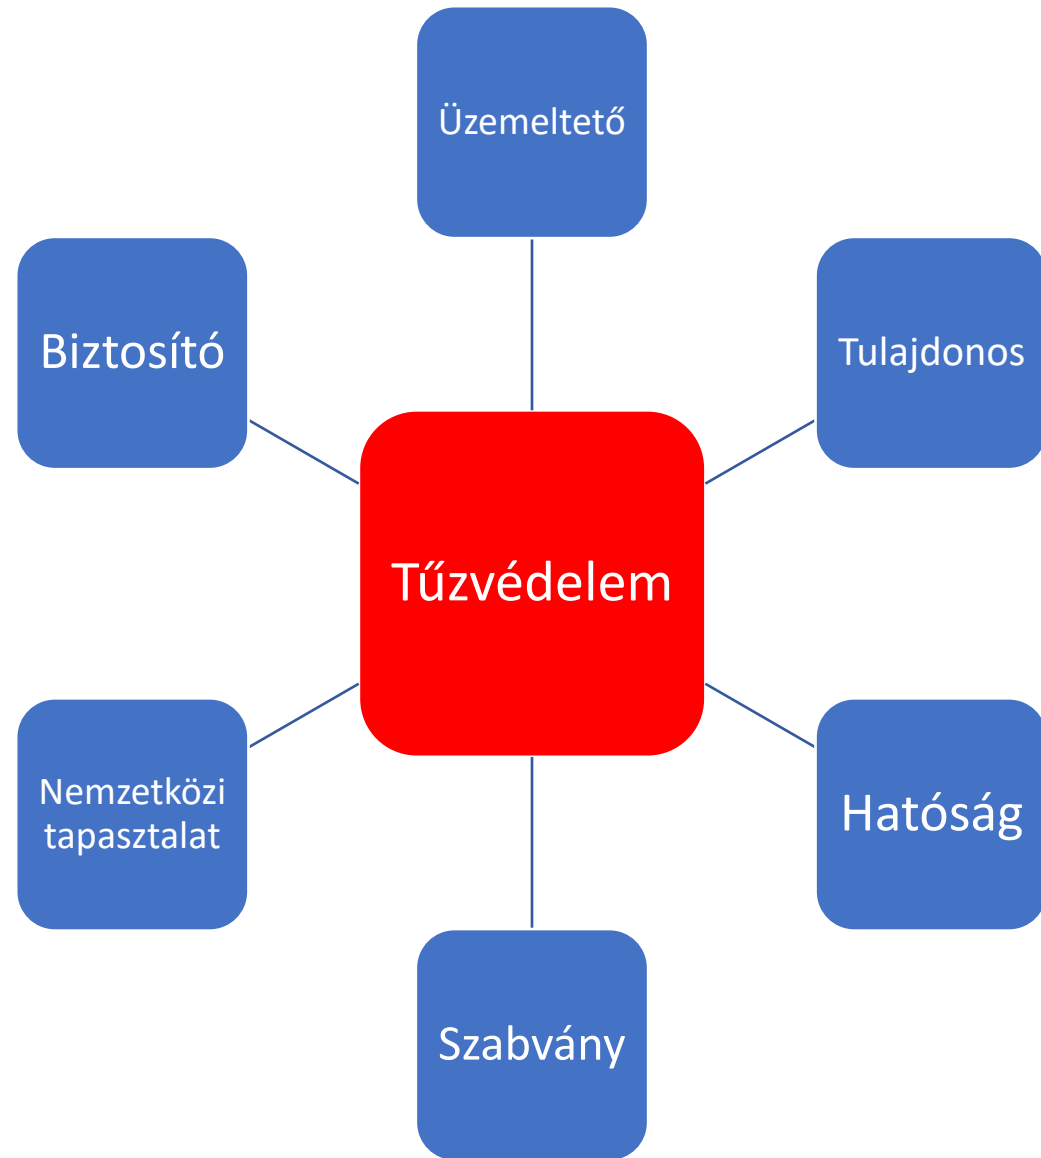 Üzemeltető
Biztosító
Tulajdonos
Tűzvédelem
Nemzetközi
tapasztalat
Hatóság
Szabvány